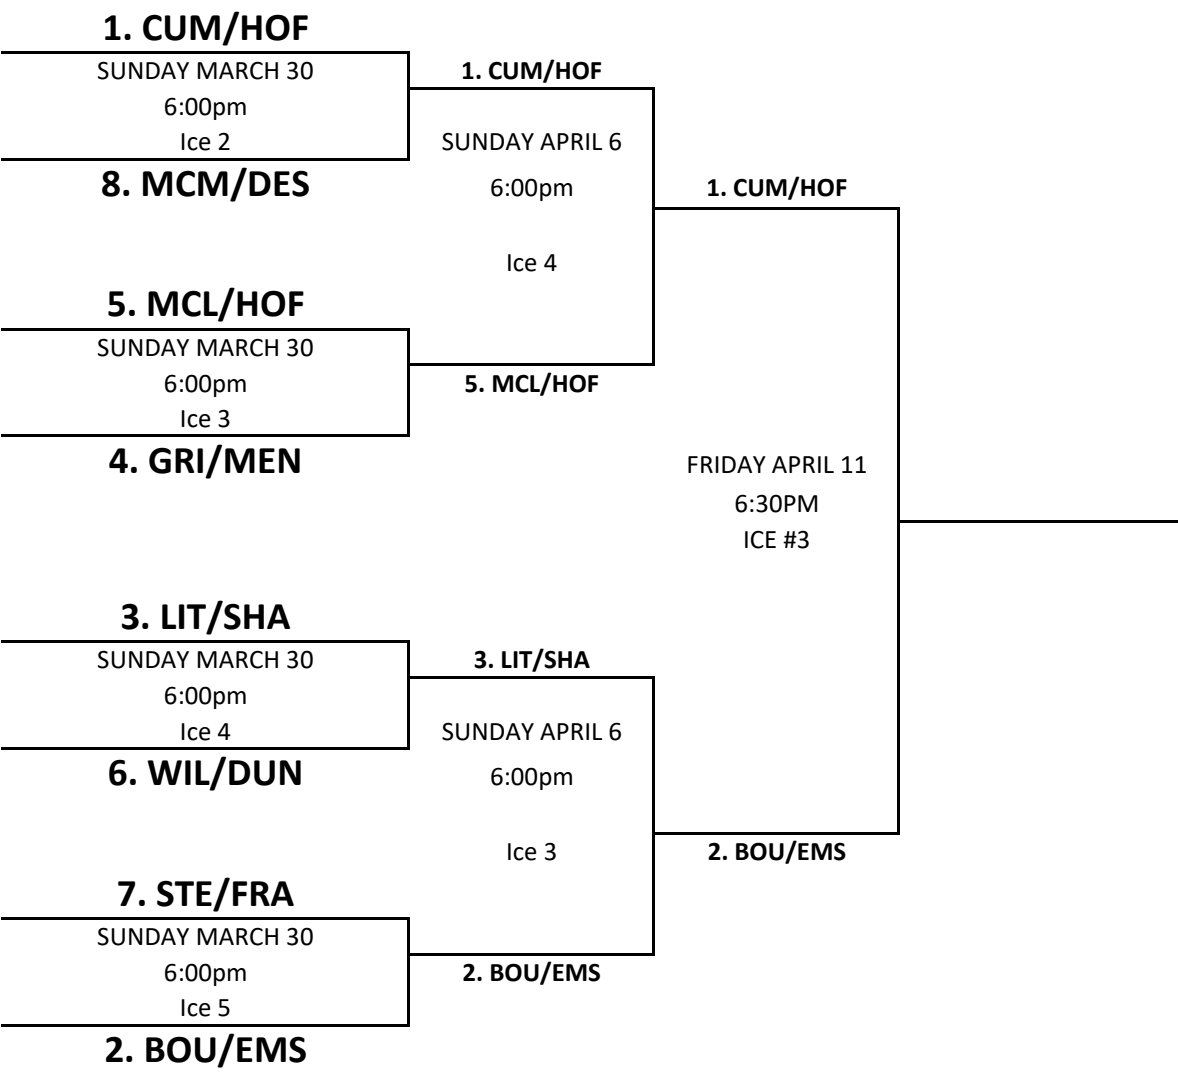 1. CUM/HOF
SUNDAY MARCH 30
6:00pm
Ice 2
8. MCM/DES
5. MCL/HOF
SUNDAY MARCH 30
6:00pm
Ice 3
4. GRI/MEN
3. LIT/SHA
SUNDAY MARCH 30
6:00pm
Ice 4
6. WIL/DUN
7. STE/FRA
SUNDAY MARCH 30
6:00pm
Ice 5
2. BOU/EMS
1. CUM/HOF
SUNDAY APRIL 6
6:00pm
Ice 4
5. MCL/HOF
3. LIT/SHA
SUNDAY APRIL 6
6:00pm
Ice 3
2. BOU/EMS
1. CUM/HOF
FRIDAY APRIL 11
6:30PM
ICE #3
2. BOU/EMS